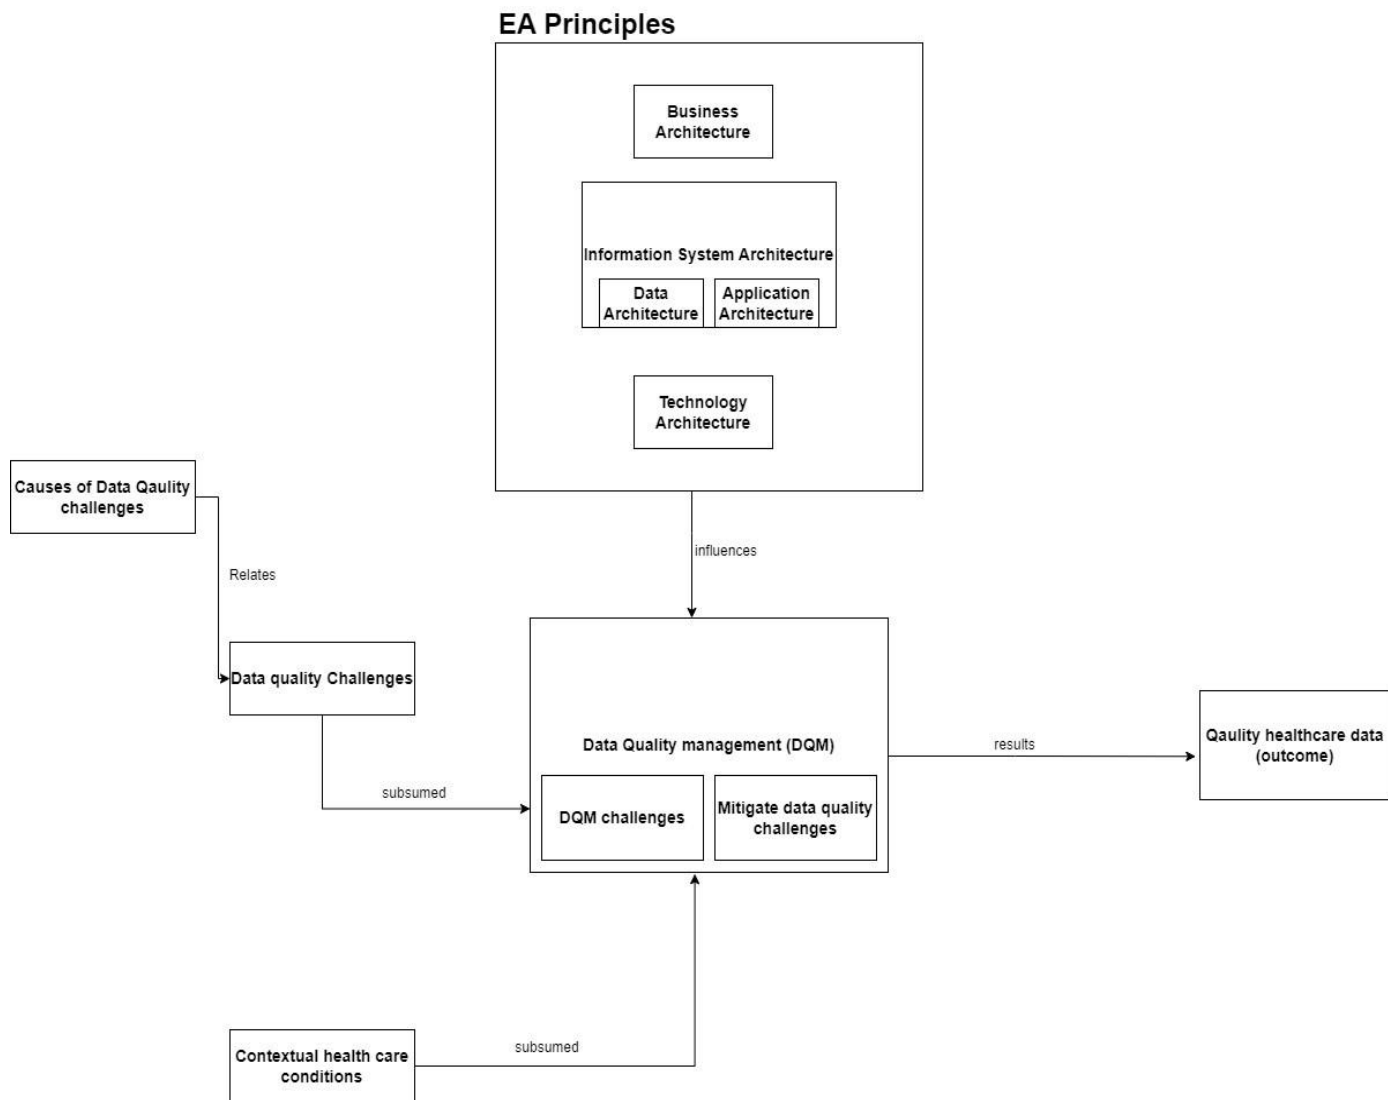 EA Principles
Business
Architecture
Information System Architecture
Data
Architecture
Application
Architecture
Technology
Architecture
Causes of Data Qaulity
challenges
influences
Relates
Data quality Challenges
Data Quality management (DQM)
results
Qaulity healthcare data
(outcome)
subsumed
DQM challenges
Mitigate data quality
challenges
Contextual health care
conditions
subsumed